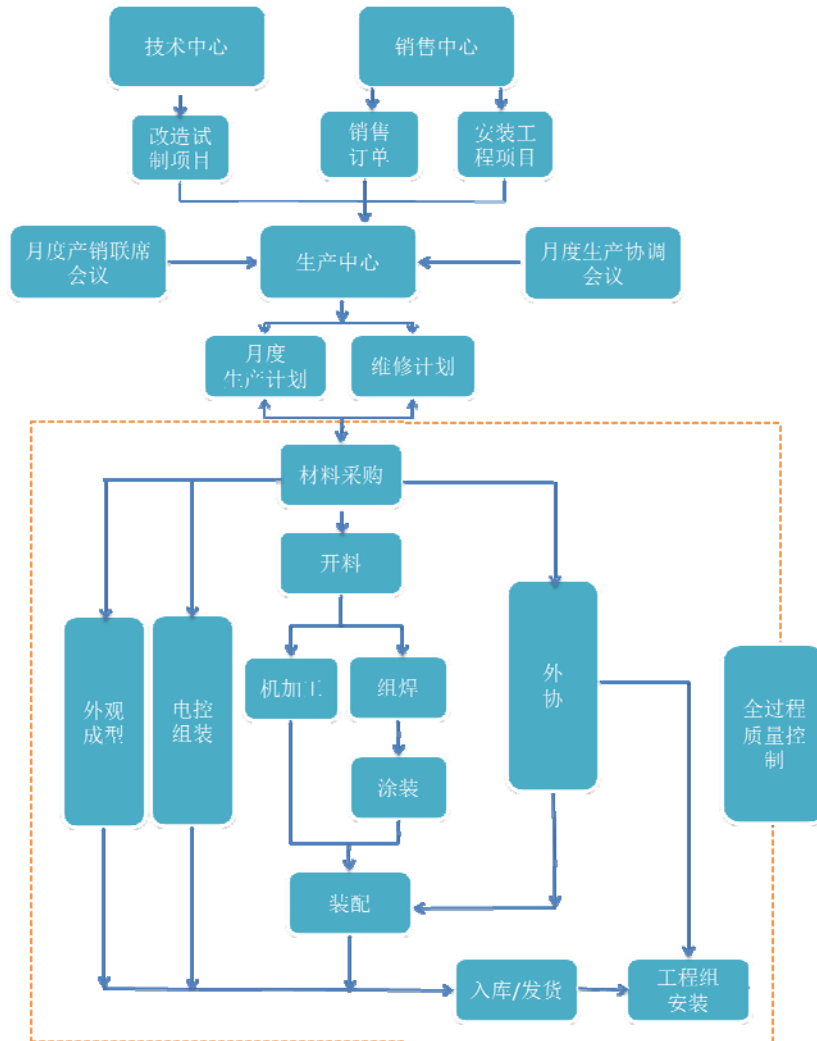 技术中心
销售中心
改造试
制项目
销售
订单
安装工
程项目
月度产销联席
会议
生产中心
月度生产协调
会议
月度
生产计划
维修计划
材料采购
开料
外观
成型
电控
组装
机加工
组焊
外
协
全过程
质量控
制
涂装
装配
入库/发货
工程组
安装